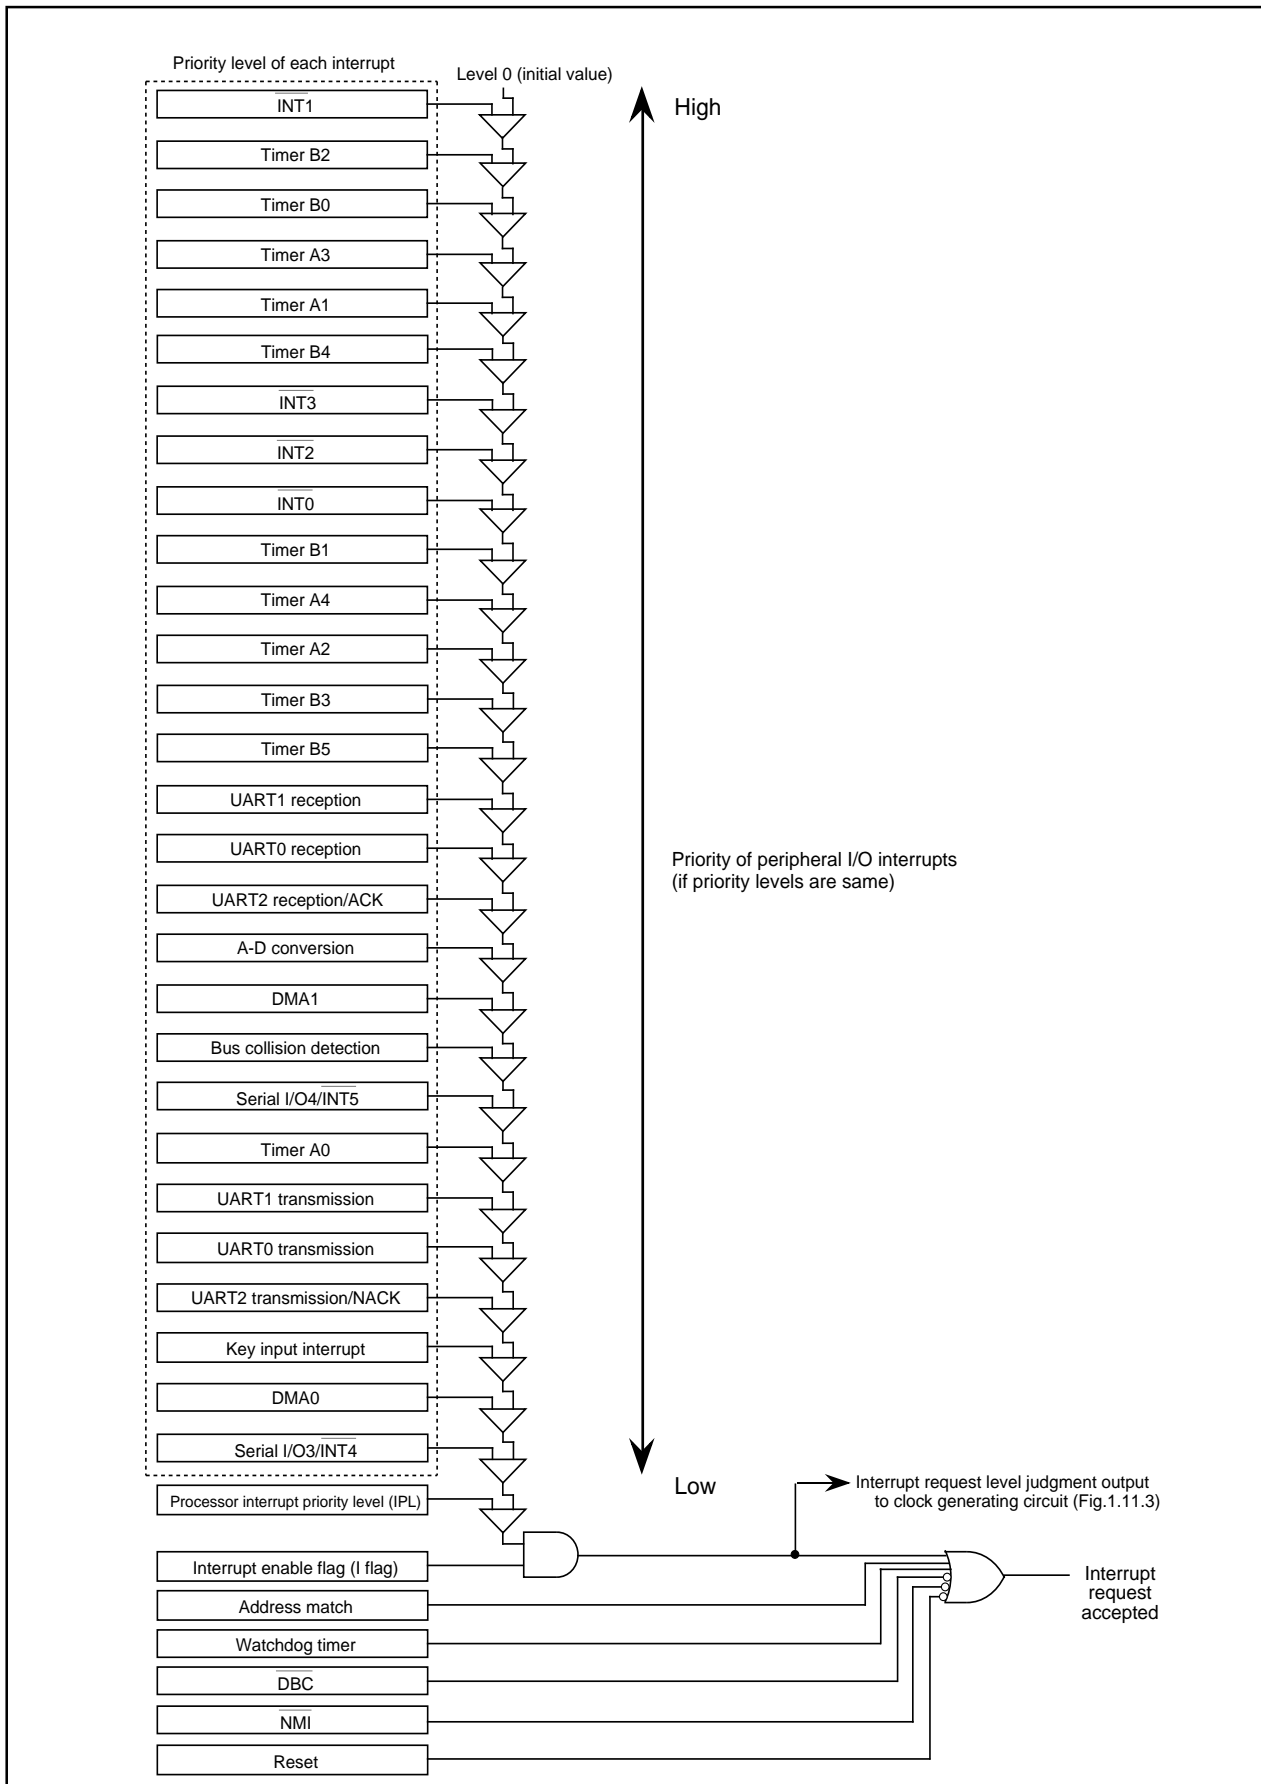 Priority level of each interrupt
Level 0 (initial value)
INT1
High
Timer B2
Timer B0
Timer A3
Timer A1
Timer B4
INT3
INT2
INT0
Timer B1
Timer A4
Timer A2
Timer B3
Timer B5
UART1 reception
UART0 reception
Priority of peripheral I/O interrupts
(if priority levels are same)
UART2 reception/ACK
A-D conversion
DMA1
Bus collision detection
Serial I/O4/INT5
Timer A0
UART1 transmission
UART0 transmission
UART2 transmission/NACK
Key input interrupt
DMA0
Serial I/O3/INT4
Low
Interrupt request level judgment output
to clock generating circuit (Fig.1.11.3)
Processor interrupt priority level (IPL)
Interrupt enable flag (I flag)
Interrupt
request
accepted
Address match
Watchdog timer
DBC
NMI
Reset